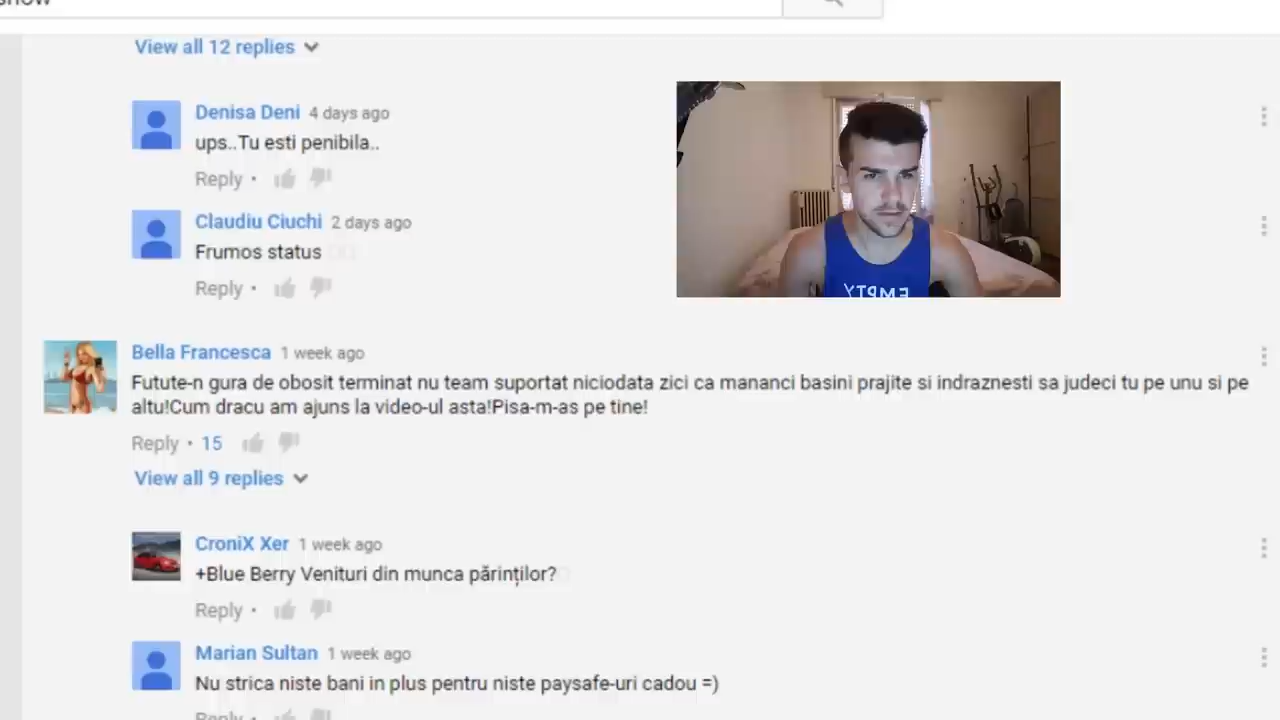 View all 12 replies
Denisa Deni 4 days ago
ups..Tu esti penibila..
Reply •
Claudiu Ciuchi 2 days ago
Frumos status
Reply •
EMPTY
Bella Francesca 1 week ago
Futute-n gura de obosit terminat nu team suportat niciodata zici ca mananci basini prajite si indraznesti sa judeci tu pe unu si pe
altu!Cum dracu am ajuns la video-ul asta!Pisa-m-as pe tine!
Reply • 15
View all 9 replies
CroniX Xer 1 week ago
+Blue Berry Venituri din munca părinților?
Reply •
Marian Sultan 1 week ago
Nu strica niste bani in plus pentru niste paysafe-uri cadou =)
Reply